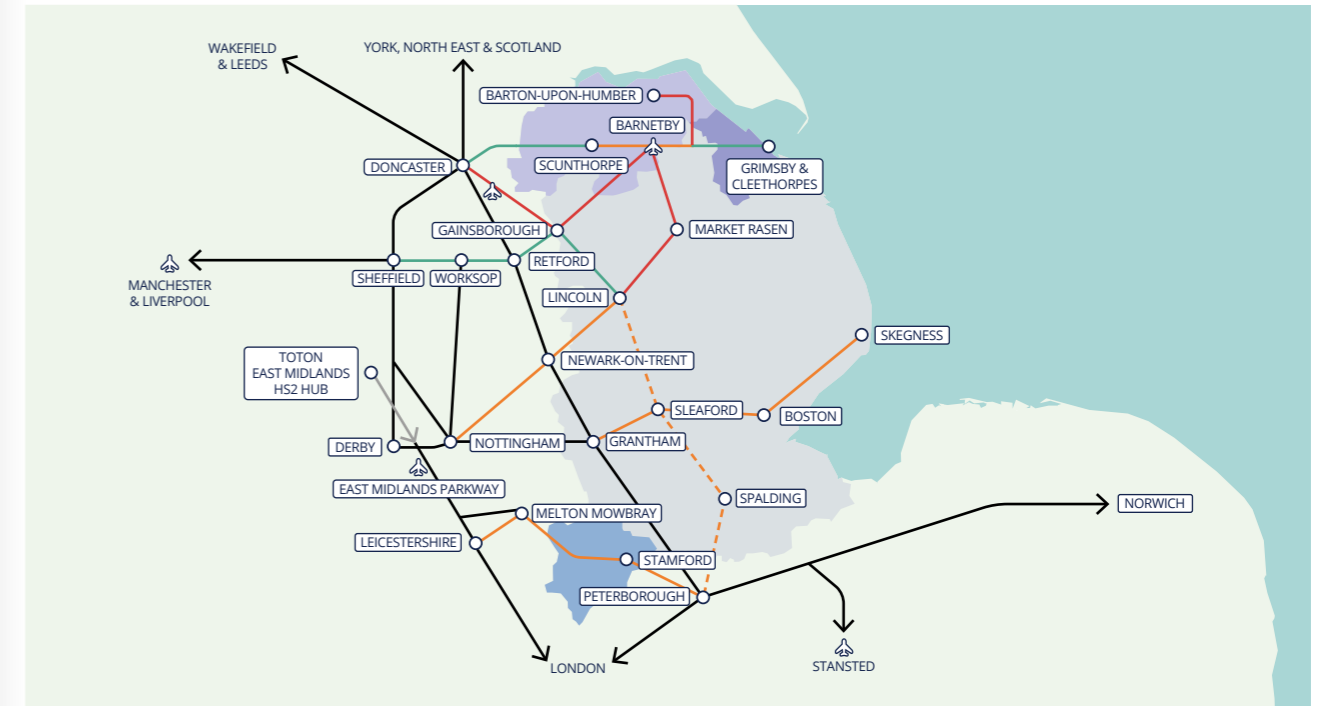 WAKEFIELD
& LEEDS
YORK, NORTH EAST & SCOTLAND
BARTON-UPON-HUMBER
BARNETBY
DONCASTER
SCUNTHORPE
GRIMSBY &
CLEETHORPES
GAINSBOROUGH
MARKET RASEN
MANCHESTER
& LIVERPOOL
SHEFFIELD
WORKSOP
RETFORD
LINCOLN
SKEGNESS
TOTON
EAST MIDLANDS
HS2 HUB
NEWARK-ON-TRENT
SLEAFORD
BOSTON
DERBY
NOTTINGHAM
GRANTHAM
EAST MIDLANDS PARKWAY
SPALDING
NORWICH
MELTON MOWBRAY
LEICESTERSHIRE
STAMFORD
PETERBOROUGH
LONDON
STANSTED